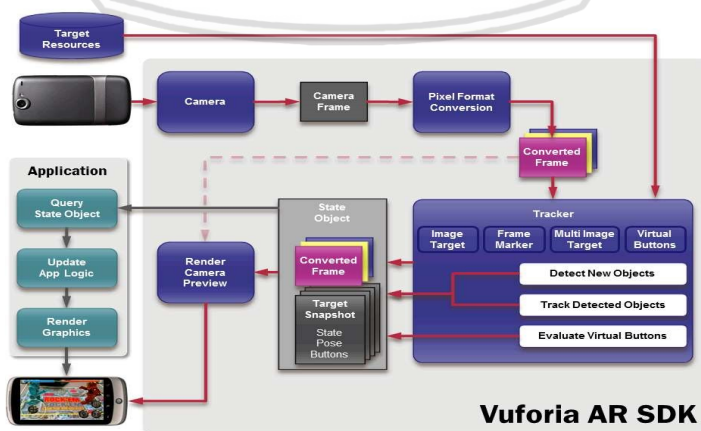 Target
Resources
Camera
Camera
Frame
Pixel Format
Conversion
Converted
Frame
Application
Query
State Object
Update
App Logic
Render
Graphics
Render
Camera
Preview
State
Object
Converted
Frame
Target
Snapshot
State
Pose
Buttons
Tracker
Image
Target
Frame
Marker
Multi Image
Target
Virtual
Buttons
Detect New Objects
Track Detected Objects
Evaluate Virtual Buttons
Vuforia AR SDK